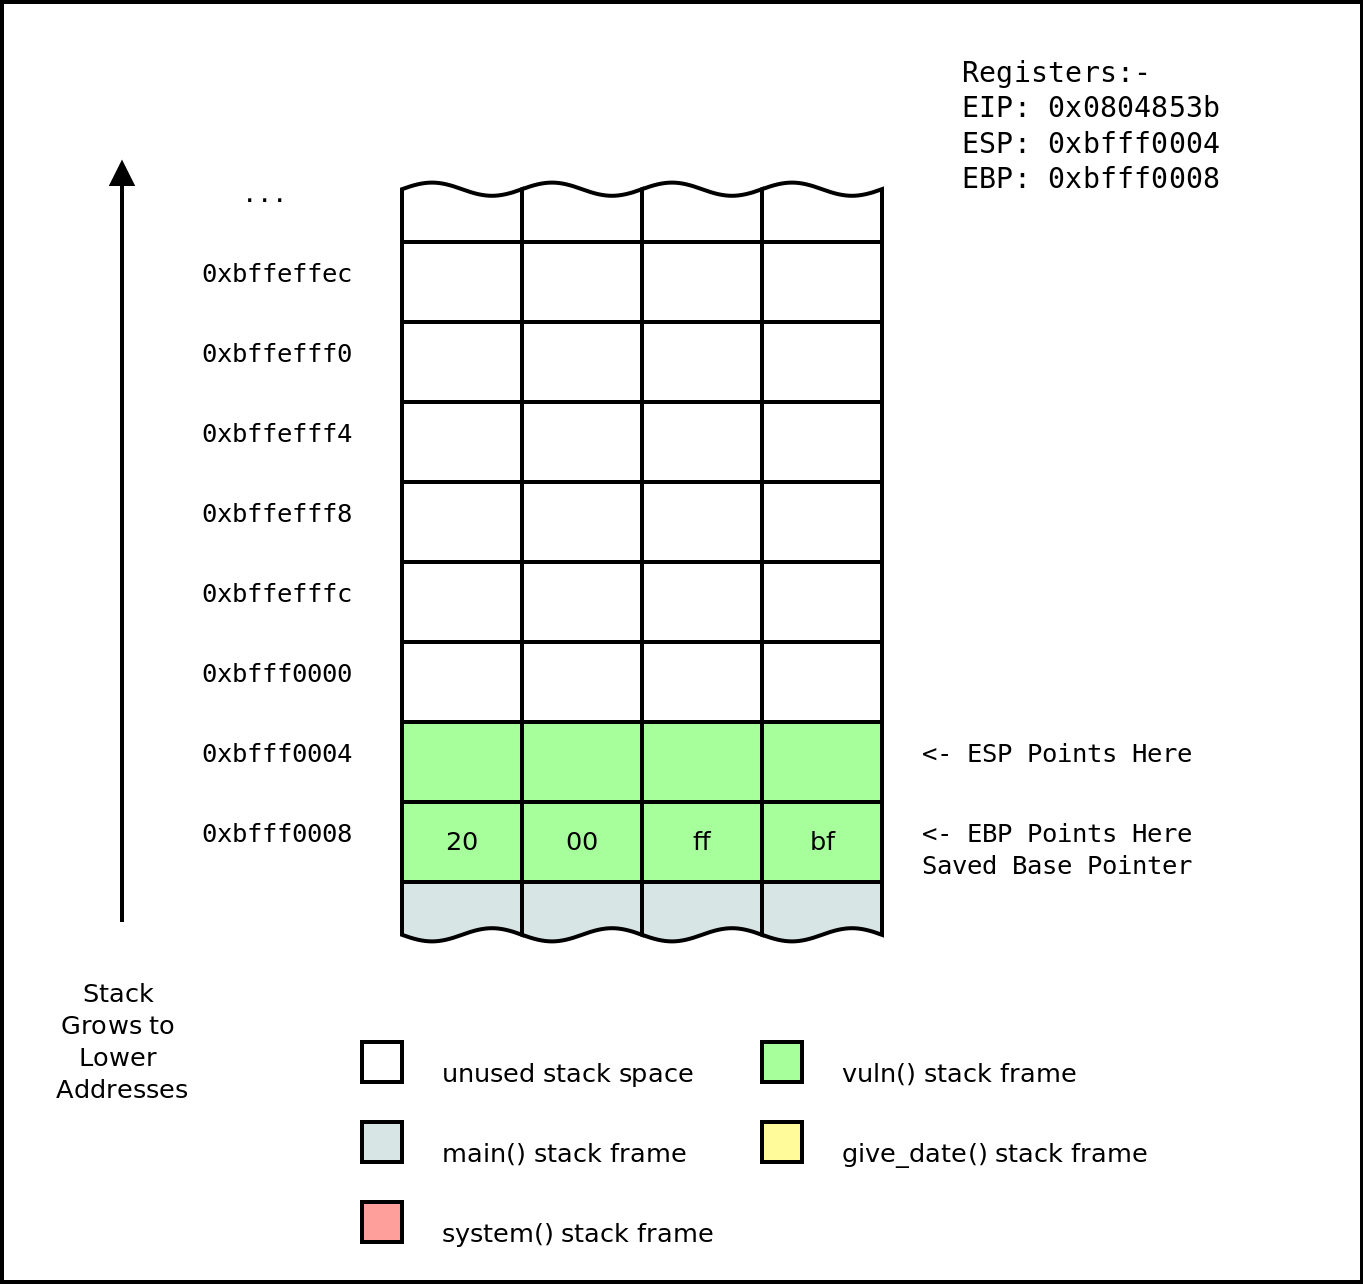 Registers:-
EIP: 0x0804853b
ESP: 0xbfff0004
EBP: 0xbfff0008
...
0xbffeffec
0xbffefff0
0xbffefff4
0xbffefff8
0xbffefffc
0xbfff0000
0xbfff0004 <- ESP Points Here
0xbfff0008 20 00 ff bf <- EBP Points Here
Saved Base Pointer
Stack
Grows to
Lower
Addresses
unused stack space vuln() stack frame
main() stack frame give_date() stack frame
system() stack frame